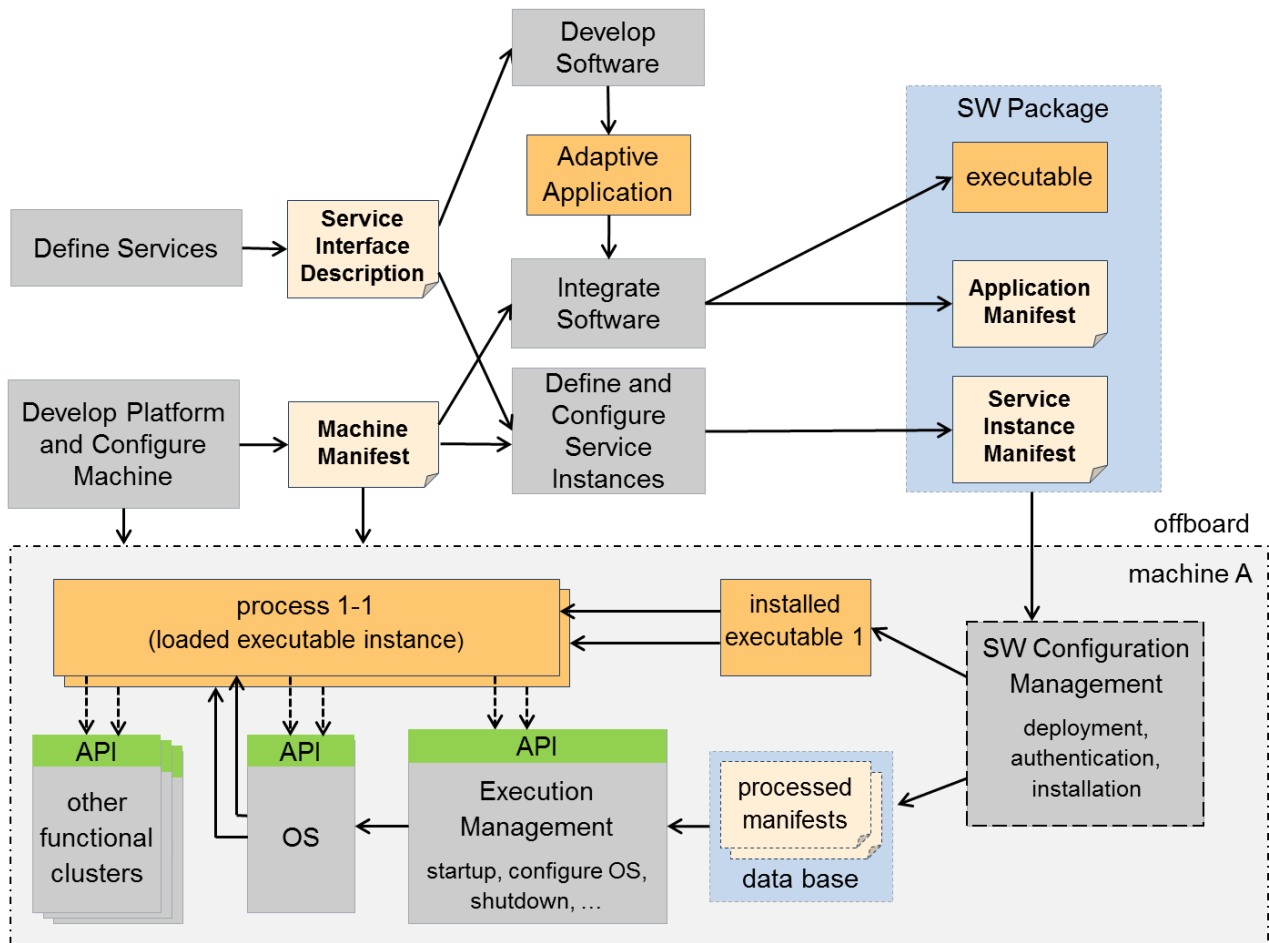 Develop
Software
SW Package
Adaptive
Application
executable
Define Services
Service
Interface
Description
Integrate
Software
Application
Manifest
Develop Platform
and Configure
Machine
Machine
Manifest
Define and
Configure
Service
Instances
Service
Instance
Manifest
offboard
machine A
process 1-1
(loaded executable instance)
installed
executable 1
SW Configuration
Management
deployment,
authentication,
installation
API
other
functional
clusters
API
OS
API
Execution
Management
startup, configure OS,
shutdown, …
processed
manifests
data base